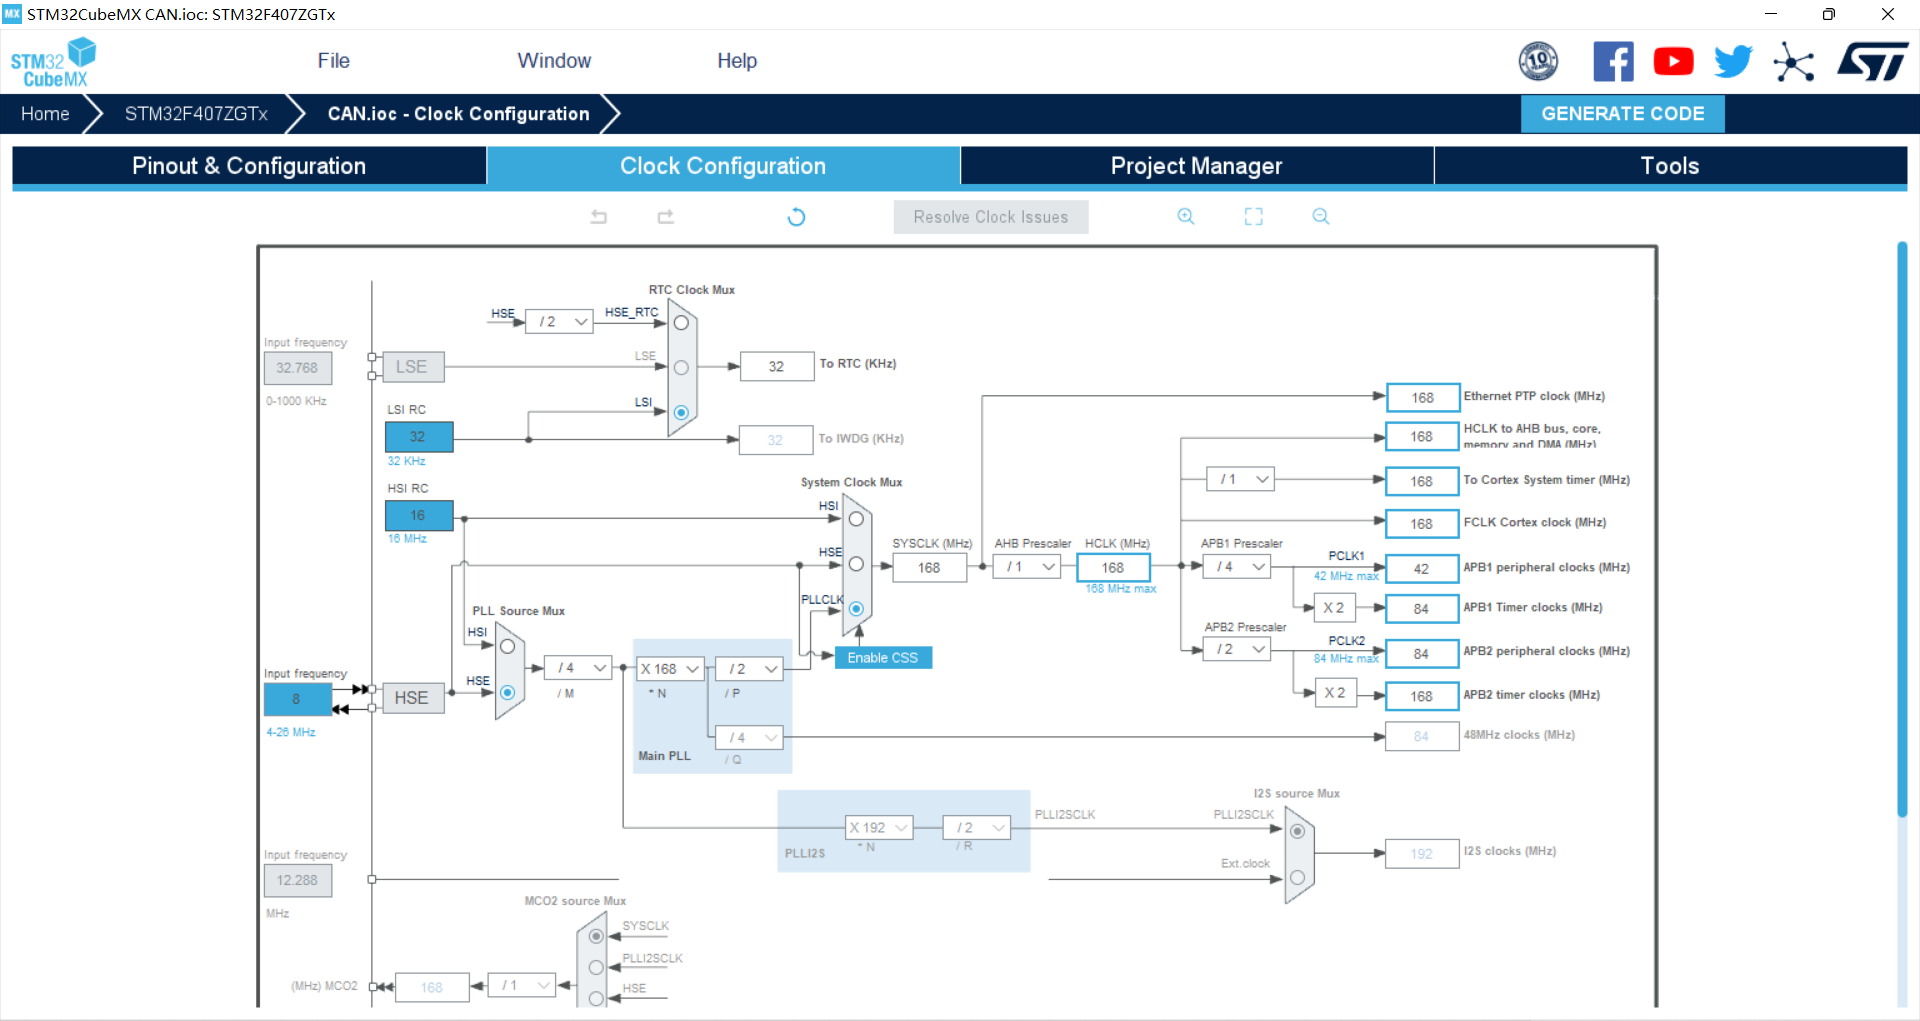 MX STM32CubeMX CAN.ioc: STM32F407ZGTx
STM32 CubeMX
File Window Help
10
Home STM32F407ZGTx CAN.ioc - Clock Configuration GENERATE CODE
Pinout & Configuration Clock Configuration Project Manager Tools
Resolve Clock Issues
RTC Clock Mux
HSE / 2 HSE_RTC
Input frequency
32.768
0-1000 KHz
LSE
LSE
32 To RTC (KHz)
LSI RC
LSI
32
32 KHz
32 To IWDG (KHz)
168 Ethernet PTP clock (MHz)
168 HCLK to AHB bus, core,
memory and DMA (MHz)
/ 1 168 To Cortex System timer (MHz)
168 FCLK Cortex clock (MHz)
HSI RC
16
16 MHz
System Clock Mux
HSI
HSE
PLLCLK
SYSCLK (MHz)
168
AHB Prescaler
/ 1
HCLK (MHz)
168
168 MHz max
APB1 Prescaler
/ 4
PCLK1
42 MHz max
42 APB1 peripheral clocks (MHz)
X 2 84 APB1 Timer clocks (MHz)
APB2 Prescaler
/ 2
PCLK2
84 MHz max
84 APB2 peripheral clocks (MHz)
X 2 168 APB2 timer clocks (MHz)
Enable CSS
PLL Source Mux
HSI
HSE
Input frequency
8
4-26 MHz
HSE
/ 4
/ M
X 168
* N
/ 2
/ P
/ 4
/ Q
Main PLL
84 48MHz clocks (MHz)
X 192
* N
/ 2
/ R
PLLI2S
PLLI2SCLK
I2S source Mux
PLLI2SCLK
Ext.clock
192 I2S clocks (MHz)
Input frequency
12.288
MHz
MCO2 source Mux
SYSCLK
PLLI2SCLK
HSE
(MHz) MCO2 168 / 1